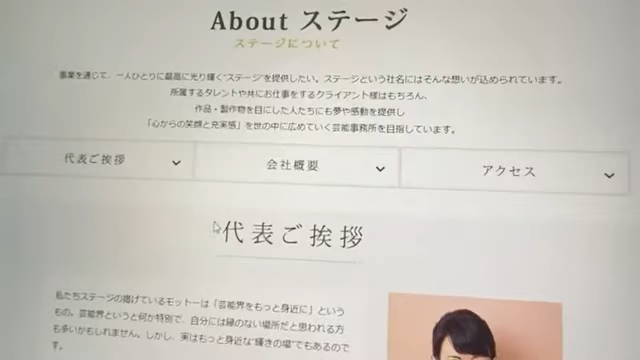 About ステージ
ステージについて
事業を通じて、一人ひとりに最高に光り輝く“ステージ”を提供したい。ステージという社名にはそんな想いが込められています。
所属するタレントや共にお仕事をするクライアント様はもちろん、
作品・製作物を目にした人たちにも夢や感動を提供し
「心からの笑顔と充実感」を世の中に広めていく芸能事務所を目指しています。
代表ご挨拶
会社概要
アクセス
代表ご挨拶
私たちステージの掲げているモットーは「芸能界をもっと身近に」という
もの。芸能界というと何か特別で、自分には縁のない場所だと思われる方
も多いかもしれません。しかし、実はもっと身近な“輝きの場”でもあるので
す。